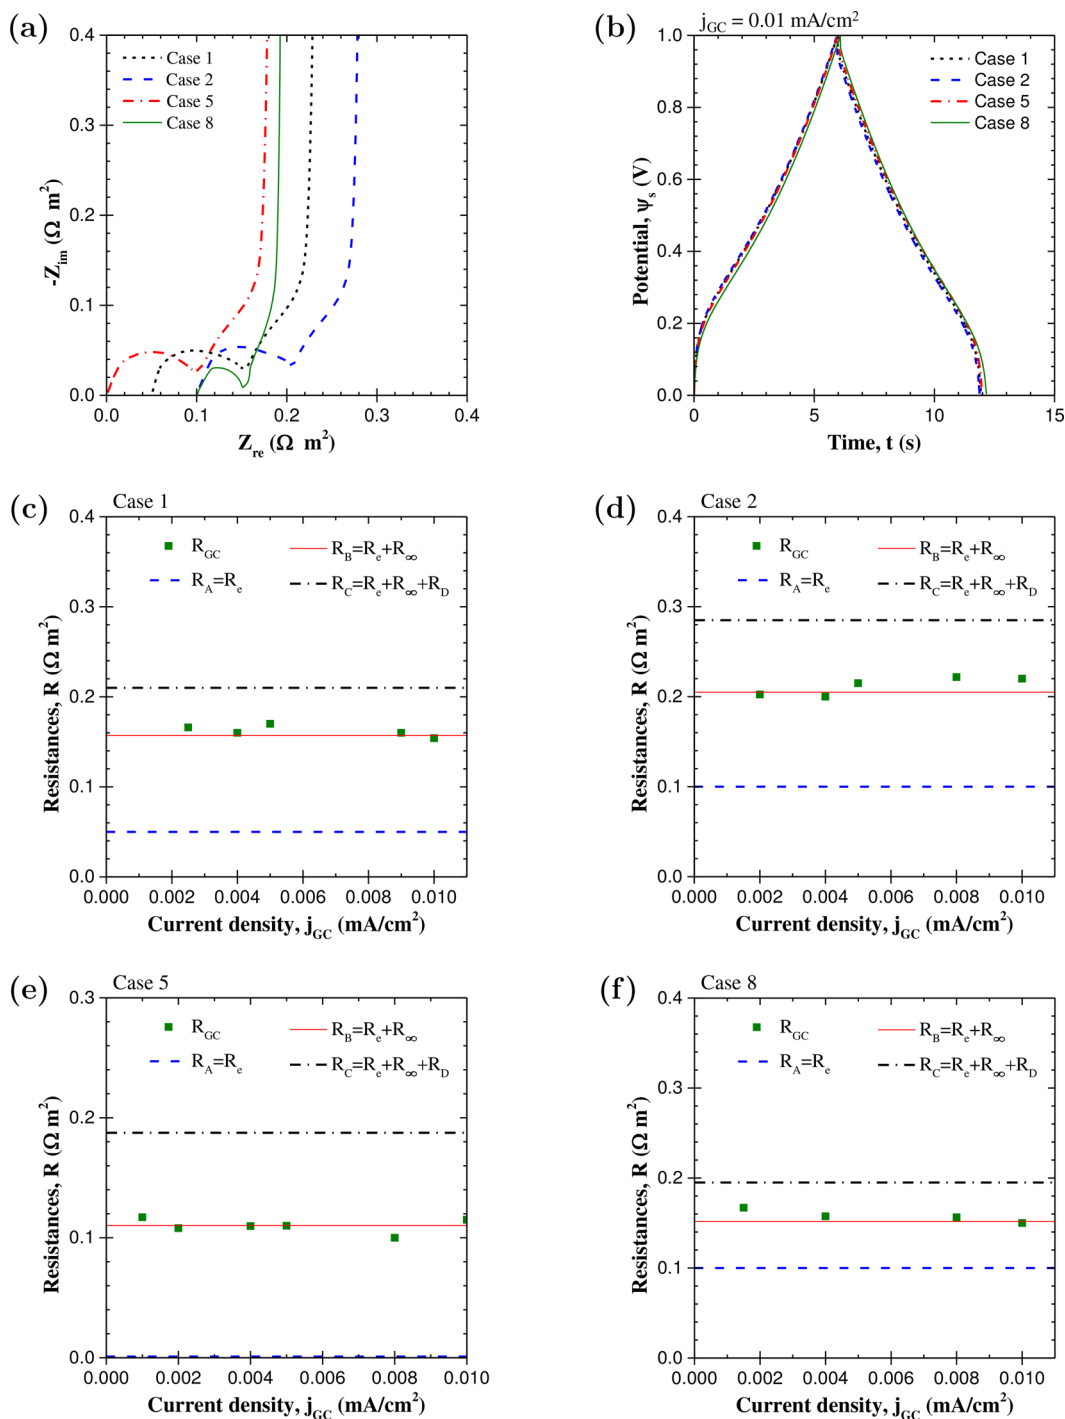 (a)
Case 1
Case 2
Case 5
Case 8
0.4
0.3
0.2
0.1
0.0
-Z_im (Ω m²)
0.0 0.1 0.2 0.3 0.4
Z_re (Ω m²)
(b)
j_GC = 0.01 mA/cm²
Case 1
Case 2
Case 5
Case 8
1.0
0.8
0.6
0.4
0.2
0.0
Potential, ψ_s (V)
0 5 10 15
Time, t (s)
(c)
Case 1
R_GC
R_B=R_e+R_∞
R_A=R_e
R_C=R_e+R_∞+R_D
0.4
0.3
0.2
0.1
0.0
Resistances, R (Ω m²)
0.000 0.002 0.004 0.006 0.008 0.010
Current density, j_GC (mA/cm²)
(d)
Case 2
R_GC
R_B=R_e+R_∞
R_A=R_e
R_C=R_e+R_∞+R_D
0.4
0.3
0.2
0.1
0.0
Resistances, R (Ω m²)
0.000 0.002 0.004 0.006 0.008 0.010
Current density, j_GC (mA/cm²)
(e)
Case 5
R_GC
R_B=R_e+R_∞
R_A=R_e
R_C=R_e+R_∞+R_D
0.3
0.2
0.1
0.0
Resistances, R (Ω m²)
0.000 0.002 0.004 0.006 0.008 0.010
Current density, j_GC (mA/cm²)
(f)
Case 8
R_GC
R_B=R_e+R_∞
R_A=R_e
R_C=R_e+R_∞+R_D
0.4
0.3
0.2
0.1
0.0
Resistances, R (Ω m²)
0.000 0.002 0.004 0.006 0.008 0.010
Current density, j_GC (mA/cm²)